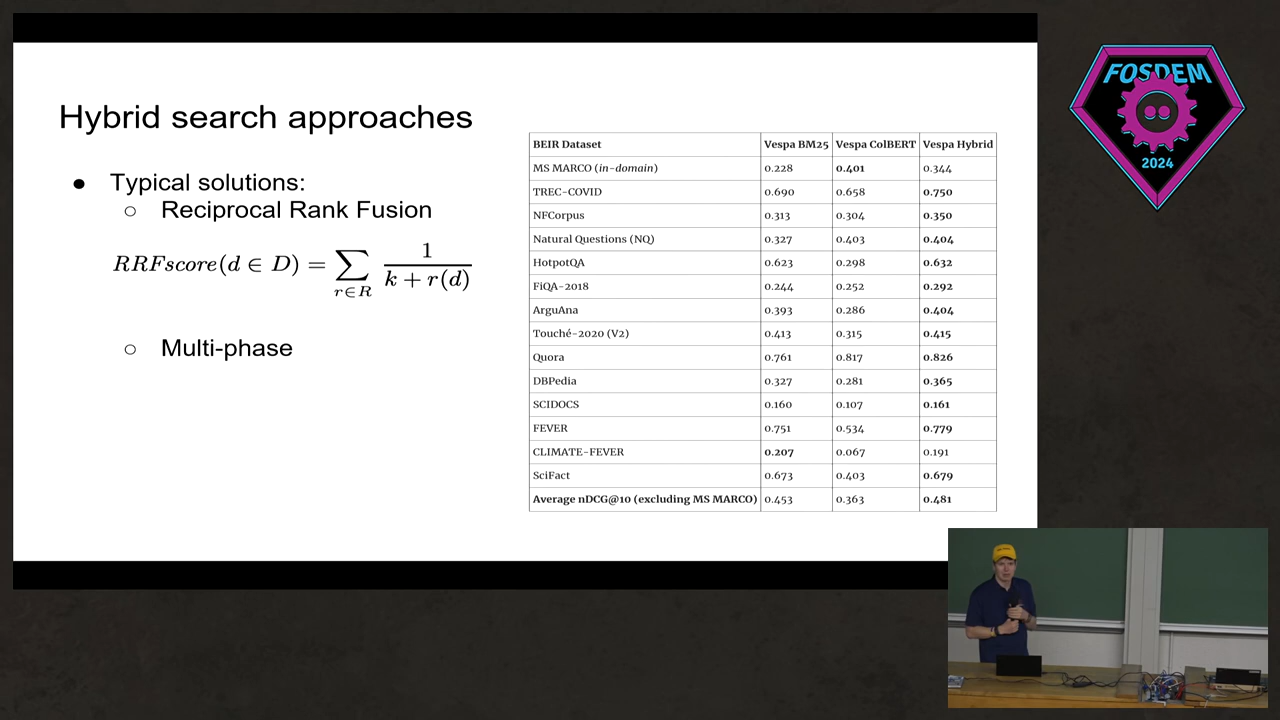 Hybrid search approaches
● Typical solutions:
○ Reciprocal Rank Fusion
RRFscore(d ∈ D) = ∑ r∈R 1 / (k + r(d))
○ Multi-phase
BEIR Dataset Vespa BM25 Vespa ColBERT Vespa Hybrid
MS MARCO (in-domain) 0.228 0.401 0.344
TREC-COVID 0.690 0.658 0.750
NFCorpus 0.313 0.304 0.350
Natural Questions (NQ) 0.327 0.403 0.404
HotpotQA 0.623 0.298 0.632
FiQA-2018 0.244 0.252 0.292
ArguAna 0.393 0.286 0.404
Touché-2020 (V2) 0.413 0.315 0.415
Quora 0.761 0.817 0.826
DBPedia 0.327 0.281 0.365
SCIDOCS 0.160 0.107 0.161
FEVER 0.751 0.534 0.779
CLIMATE-FEVER 0.207 0.067 0.191
SciFact 0.673 0.403 0.679
Average nDCG@10 (excluding MS MARCO) 0.453 0.363 0.481
FOSDEM
2024